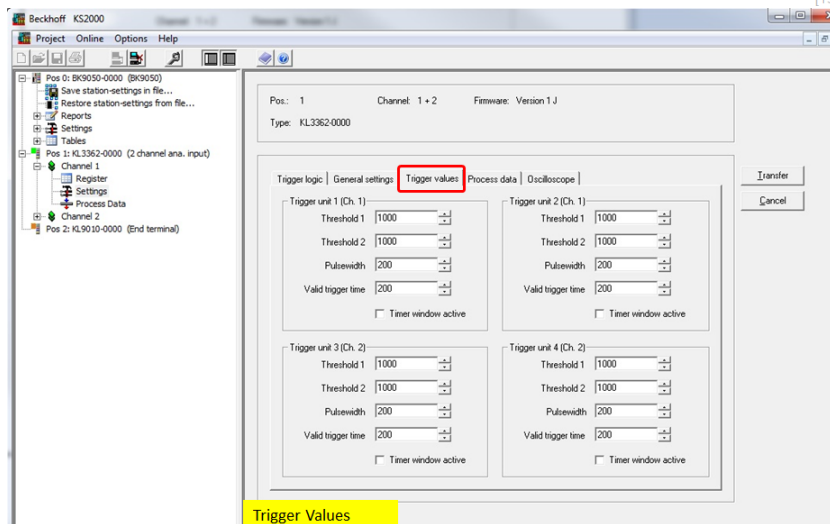 Beckhoff KS2000
Project Online Options Help
Pos 0: BK9050-0000 (BK9050)
Save station-settings in file...
Restore station-settings from file...
Reports
Settings
Tables
Pos 1: KL3362-0000 (2 channel ana. input)
Channel 1
Register
Settings
Process Data
Channel 2
Pos 2: KL9010-0000 (End terminal)
Pos.: 1 Channel: 1 + 2 Firmware: Version 1 J
Type: KL3362-0000
Trigger logic General settings Trigger values Process data Oscilloscope
Transfer
Cancel
Trigger unit 1 (Ch. 1) Trigger unit 2 (Ch. 1)
Threshold 1 1000 Threshold 1 1000
Threshold 2 1000 Threshold 2 1000
Pulsewidth 200 Pulsewidth 200
Valid trigger time 200 Valid trigger time 200
Timer window active Timer window active
Trigger unit 3 (Ch. 2) Trigger unit 4 (Ch. 2)
Threshold 1 1000 Threshold 1 1000
Threshold 2 1000 Threshold 2 1000
Pulsewidth 200 Pulsewidth 200
Valid trigger time 200 Valid trigger time 200
Timer window active Timer window active
Trigger Values